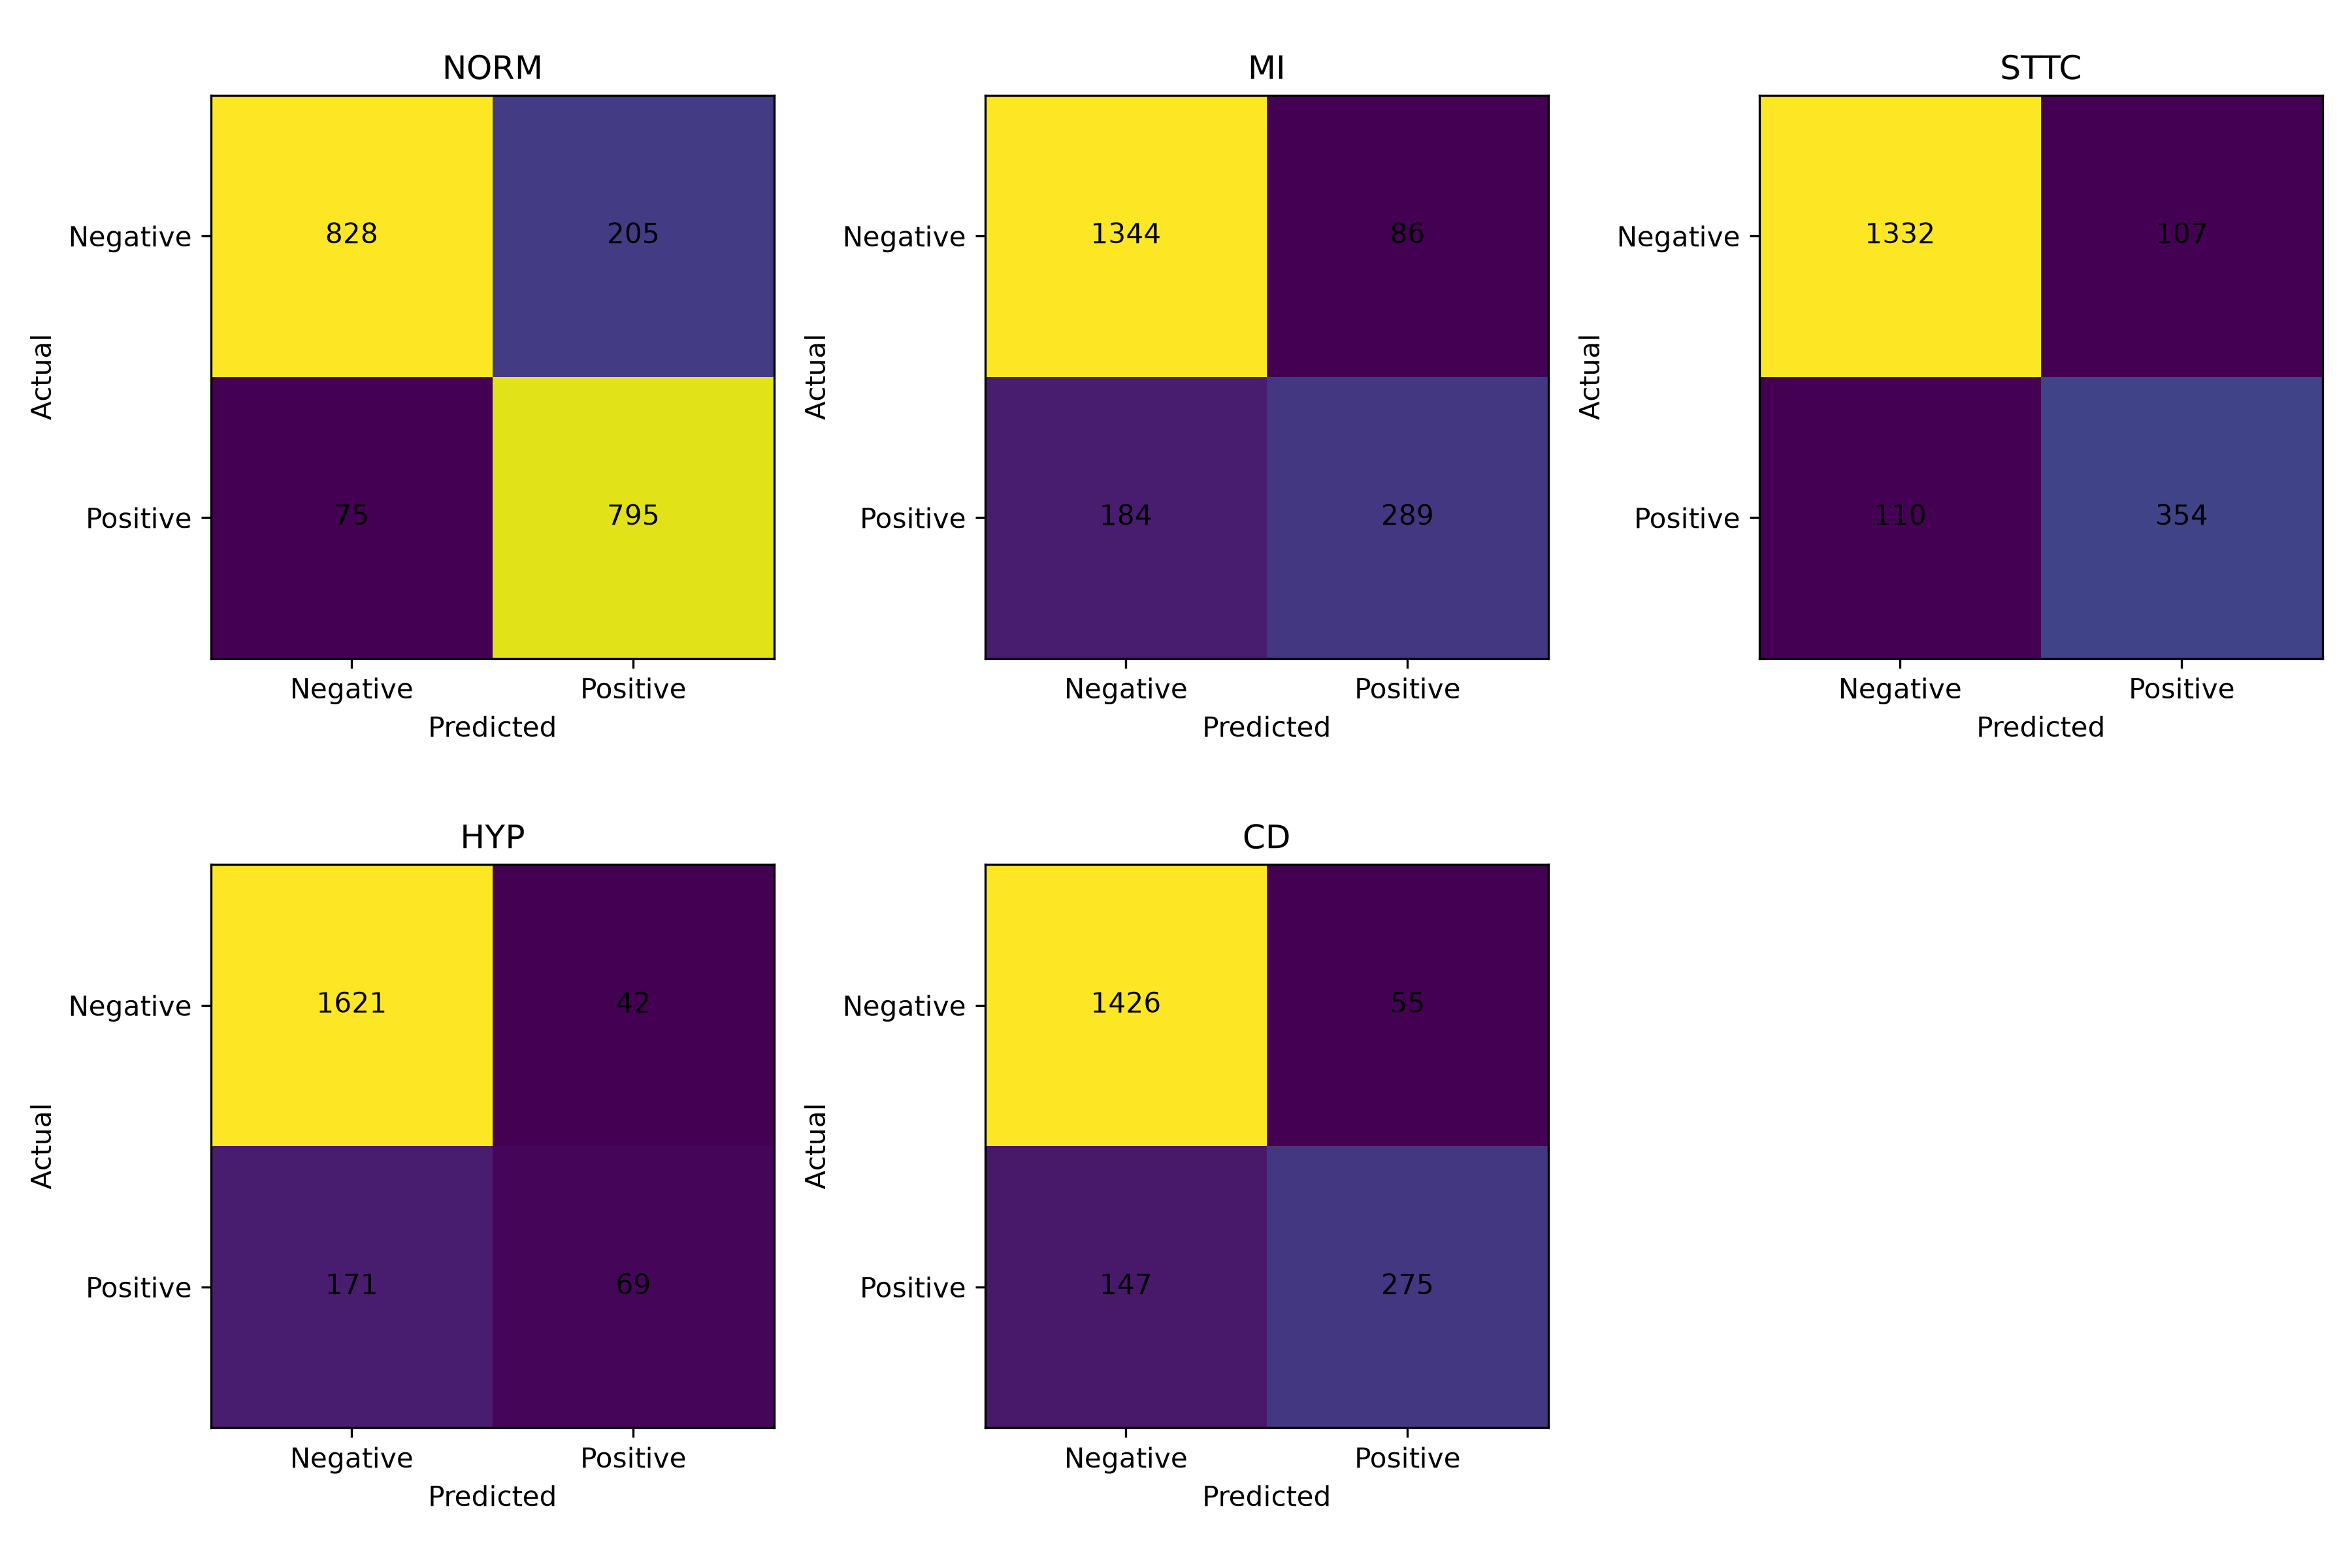 NORM
Negative 828 205
Actual
Positive 75 795
Negative Positive
Predicted
MI
Negative 1344 86
Actual
Positive 184 289
Negative Positive
Predicted
STTC
Negative 1332 107
Actual
Positive 110 354
Negative Positive
Predicted
HYP
Negative 1621 42
Actual
Positive 171 69
Negative Positive
Predicted
CD
Negative 1426 55
Actual
Positive 147 275
Negative Positive
Predicted